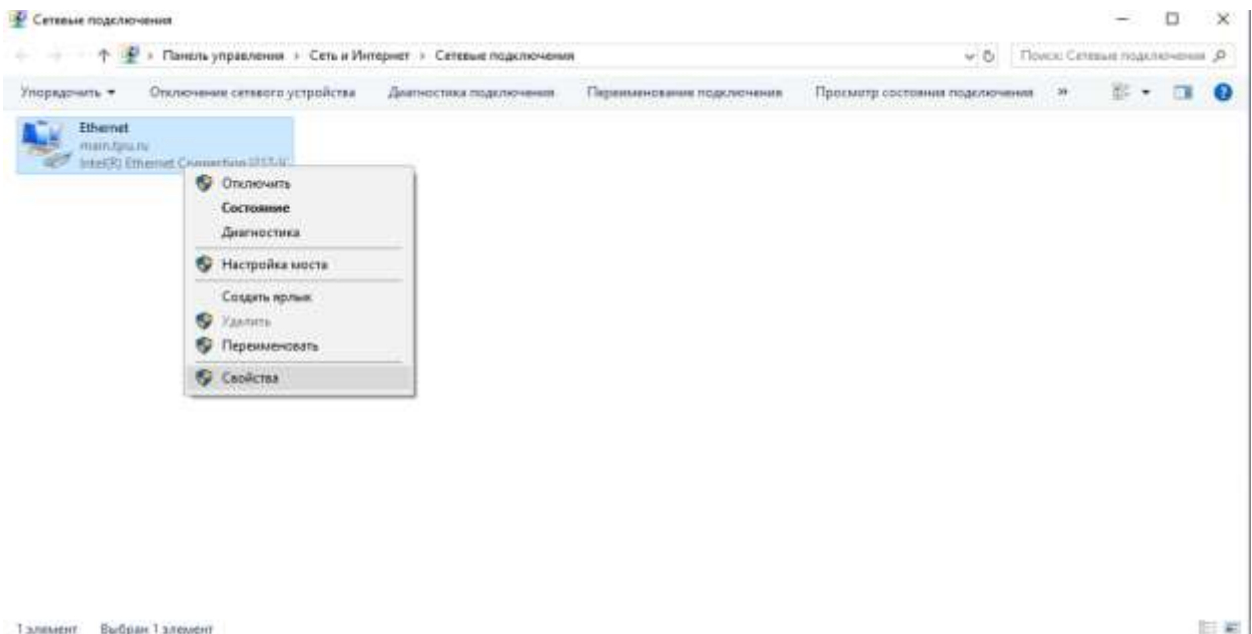 Сетевые подключения
Панель управления › Сеть и Интернет › Сетевые подключения
Поиск: Сетевые подключения
Упорядочить
Отключение сетевого устройства
Диагностика подключения
Переименование подключения
Просмотр состояния подключения
»
Ethernet
main.tpu.ru
Intel(R) Ethernet Connection
Отключить
Состояние
Диагностика
Настройка моста
Создать ярлык
Удалить
Переименовать
Свойства
1 элемент
Выбран 1 элемент